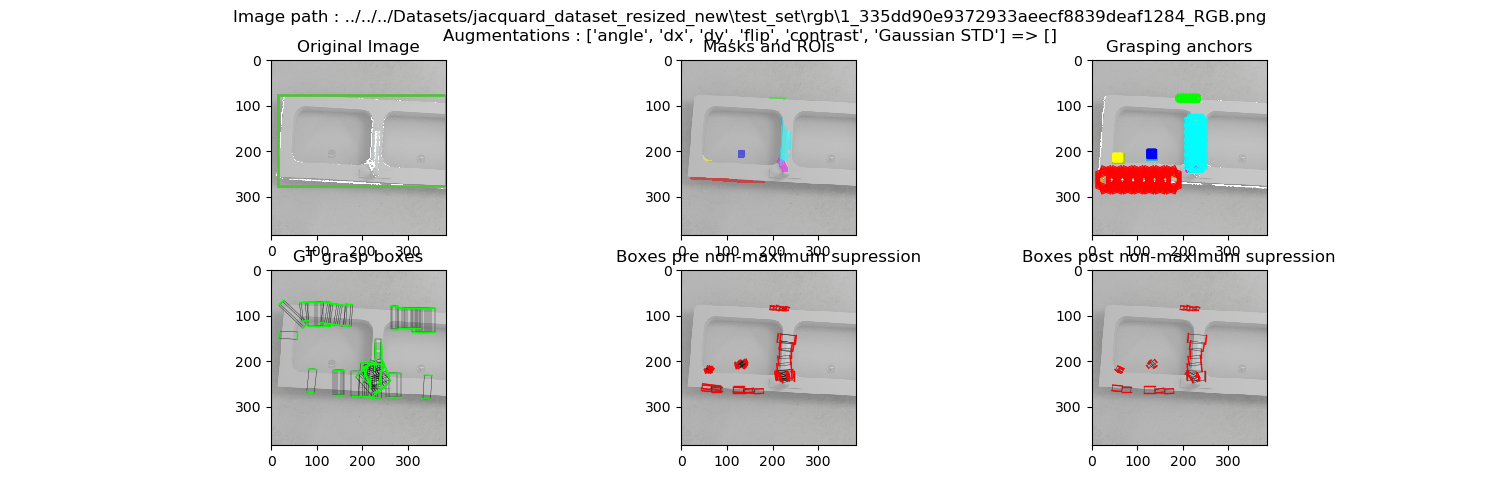 Image path : ../../../Datasets/jacquard_dataset_resized_new\test_set\rgb\1_335dd90e9372933aeecf8839deaf1284_RGB.png
Augmentations : ['angle', 'dx', 'dy', 'flip', 'contrast', 'Gaussian STD'] => []
Original Image
0
100
200
300
0 100 200 300
Masks and ROIs
0
100
200
300
0 100 200 300
Grasping anchors
0
100
200
300
0 100 200 300
GT grasp boxes
0
100
200
300
0 100 200 300
Boxes pre non-maximum supression
0
100
200
300
0 100 200 300
Boxes post non-maximum supression
0
100
200
300
0 100 200 300